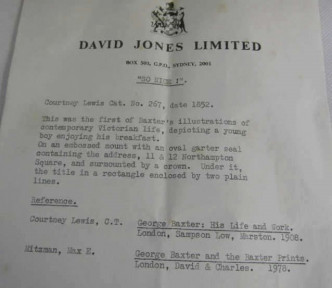 DAVID JONES LIMITED
BOX 503, G.P.O., SYDNEY, 2001
"SO NICE I".
Courtney Lewis Cat. No. 267, date 1852.
This was the first of Baxter's illustrations of
contemporary Victorian life, depicting a young
boy enjoying his breakfast.
On an embossed mount with an oval garter seal
containing the address, 11 & 12 Northampton
Square, and surmounted by a crown. Under it,
the title in a rectangle enclosed by two plain
lines.
Reference.
Courtney Lewis, C.T. George Baxter: His Life and Work.
London, Sampson Low, Marston. 1908.
Mitzman, Max E. George Baxter and the Baxter Prints.
London, David & Charles. 1978.